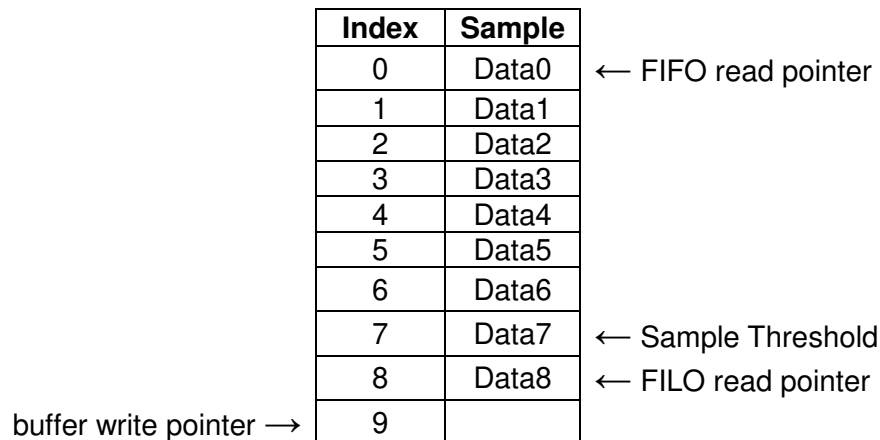 Index Sample
0 Data0 ← FIFO read pointer
1 Data1
2 Data2
3 Data3
4 Data4
5 Data5
6 Data6
7 Data7 ← Sample Threshold
8 Data8 ← FILO read pointer
buffer write pointer → 9